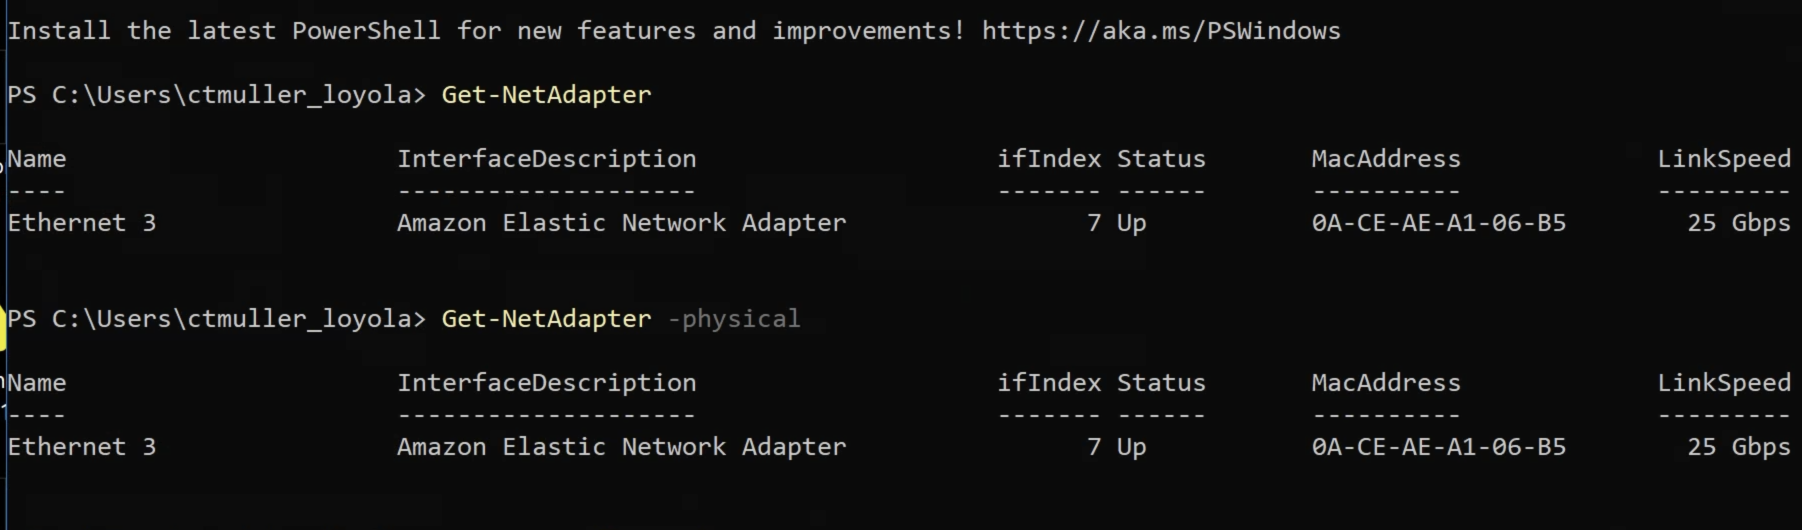 Install the latest PowerShell for new features and improvements! https://aka.ms/PSWindows
PS C:\Users\ctmuller_loyola> Get-NetAdapter
Name InterfaceDescription ifIndex Status MacAddress LinkSpeed
---- -------------------- ------- ------ ---------- ---------
Ethernet 3 Amazon Elastic Network Adapter 7 Up 0A-CE-AE-A1-06-B5 25 Gbps
PS C:\Users\ctmuller_loyola> Get-NetAdapter -physical
Name InterfaceDescription ifIndex Status MacAddress LinkSpeed
---- -------------------- ------- ------ ---------- ---------
Ethernet 3 Amazon Elastic Network Adapter 7 Up 0A-CE-AE-A1-06-B5 25 Gbps